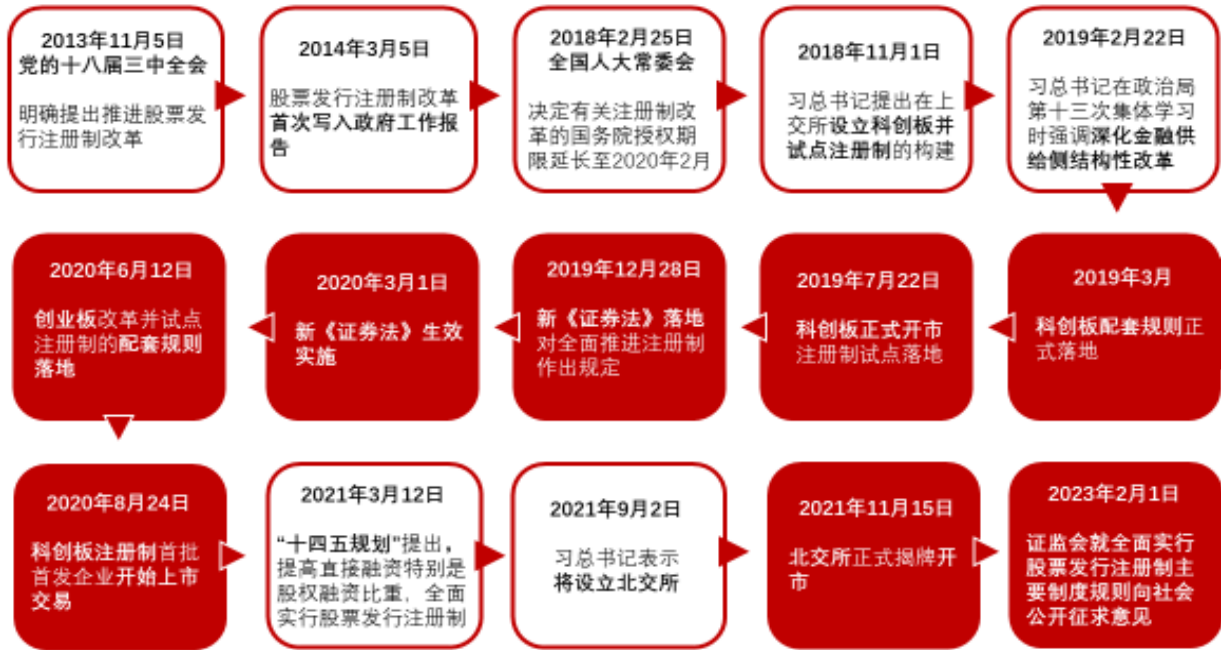 2013年11月5日
党的十八届三中全会
明确提出推进股票发
行注册制改革
2014年3月5日
股票发行注册制改革
首次写入政府工作报
告
2018年2月25日
全国人大常委会
决定有关注册制改
革的国务院授权期
限延长至2020年2月
2018年11月1日
习总书记提出在上
交所设立科创板并
试点注册制的构建
2019年2月22日
习总书记在政治局
第十三次集体学习
时强调深化金融供
给侧结构性改革
2019年3月
科创板配套规则正
式落地
2019年7月22日
科创板正式开市
注册制试点落地
2019年12月28日
新《证券法》落地
对全面推进注册制
作出规定
2020年3月1日
新《证券法》生效
实施
2020年6月12日
创业板改革并试点
注册制的配套规则
落地
2020年8月24日
科创板注册制首批
首发企业开始上市
交易
2021年3月12日
“十四五规划”提出，
提高直接融资特别是
股权融资比重，全面
实行股票发行注册制
2021年9月2日
习总书记表示
将设立北交所
2021年11月15日
北交所正式揭牌开
市
2023年2月1日
证监会就全面实行
股票发行注册制主
要制度规则向社会
公开征求意见